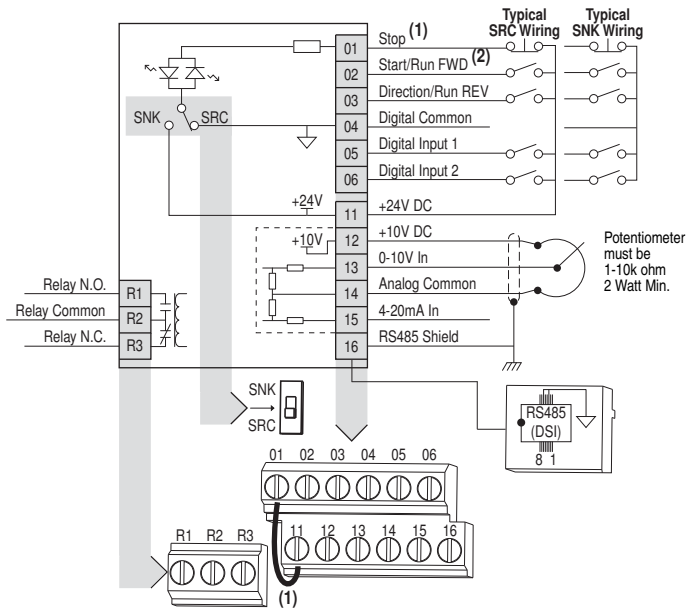 Typical SRC Wiring
Typical SNK Wiring
01 Stop (1)
02 Start/Run FWD (2)
03 Direction/Run REV
SNK SRC
04 Digital Common
05 Digital Input 1
06 Digital Input 2
+24V
11 +24V DC
+10V
12 +10V DC
13 0-10V In
14 Analog Common
15 4-20mA In
16 RS485 Shield
Potentiometer
must be
1-10k ohm
2 Watt Min.
Relay N.O. R1
Relay Common R2
Relay N.C. R3
SNK
SRC
RS485
(DSI)
8 1
01 02 03 04 05 06
11 12 13 14 15 16
R1 R2 R3
(1)